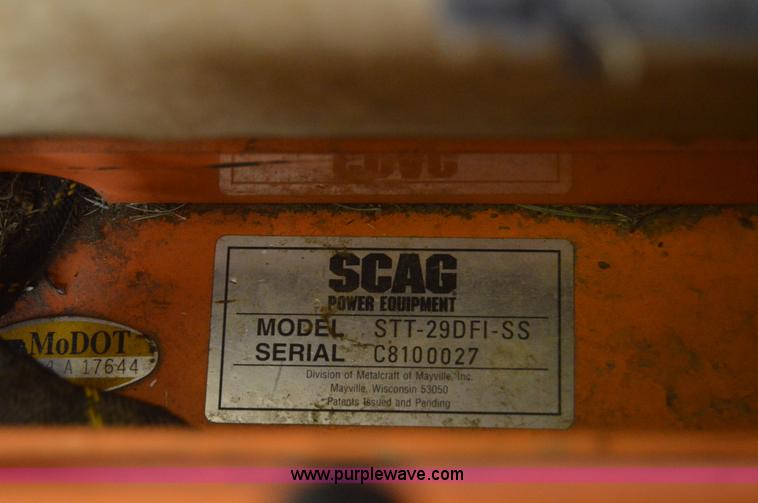 SCAG
POWER EQUIPMENT
MODEL STT-29DFI-SS
SERIAL C8100027
Division of Metalcraft of Mayville, Inc.
Mayville, Wisconsin 53050
Patents Issued and Pending
MoDOT
A 17644
www.purplewave.com